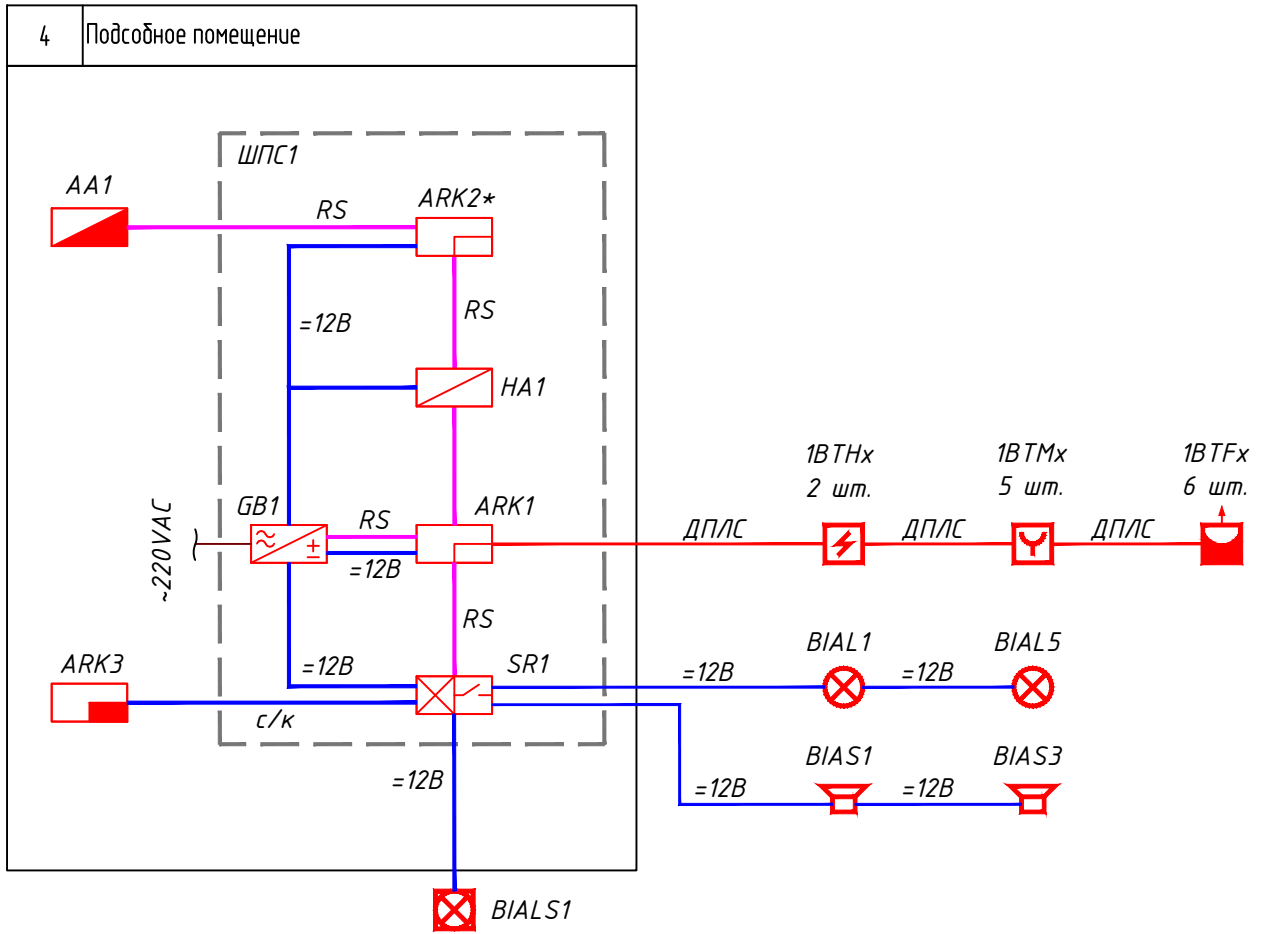 4
Подсобное помещение
ШПС1
AA1
RS
ARK2*
=12В
RS
HA1
~220VAC
GB1
RS
=12В
ARK1
ДПЛС
1BTHx
2 шт.
ДПЛС
1BTMx
5 шт.
ДПЛС
1BTFx
6 шт.
RS
ARK3
=12В
SR1
с/к
=12В
BIAL1
=12В
BIAL5
=12В
BIAS1
=12В
BIAS3
=12В
BIALS1